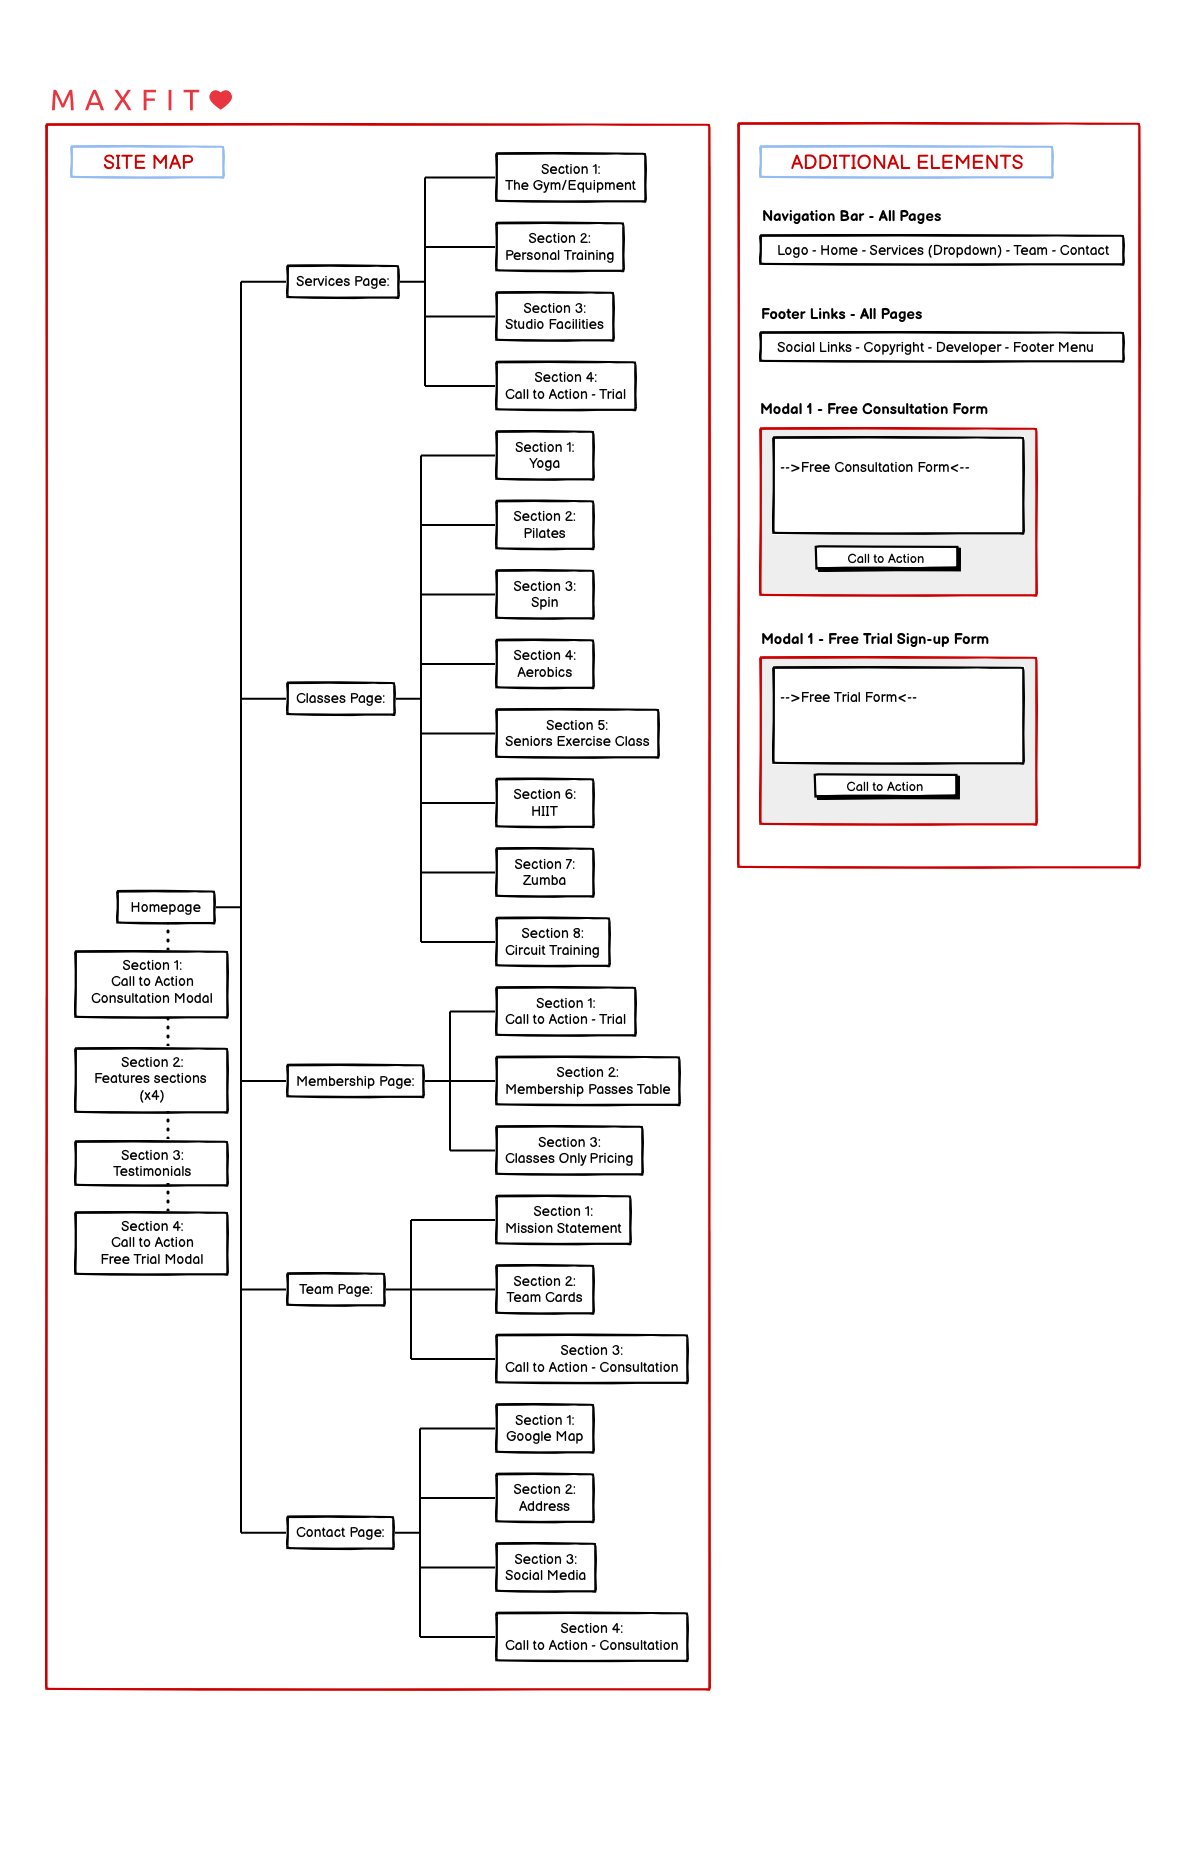 MAXFIT
SITE MAP
Homepage
Section 1:
Call to Action
Consultation Modal
Section 2:
Features sections
(x4)
Section 3:
Testimonials
Section 4:
Call to Action
Free Trial Modal
Services Page:
Section 1:
The Gym/Equipment
Section 2:
Personal Training
Section 3:
Studio Facilities
Section 4:
Call to Action - Trial
Classes Page:
Section 1:
Yoga
Section 2:
Pilates
Section 3:
Spin
Section 4:
Aerobics
Section 5:
Seniors Exercise Class
Section 6:
HIIT
Section 7:
Zumba
Section 8:
Circuit Training
Membership Page:
Section 1:
Call to Action - Trial
Section 2:
Membership Passes Table
Section 3:
Classes Only Pricing
Team Page:
Section 1:
Mission Statement
Section 2:
Team Cards
Section 3:
Call to Action - Consultation
Contact Page:
Section 1:
Google Map
Section 2:
Address
Section 3:
Social Media
Section 4:
Call to Action - Consultation
ADDITIONAL ELEMENTS
Navigation Bar - All Pages
Logo - Home - Services (Dropdown) - Team - Contact
Footer Links - All Pages
Social Links - Copyright - Developer - Footer Menu
Modal 1 - Free Consultation Form
-->Free Consultation Form<--
Call to Action
Modal 1 - Free Trial Sign-up Form
-->Free Trial Form<--
Call to Action